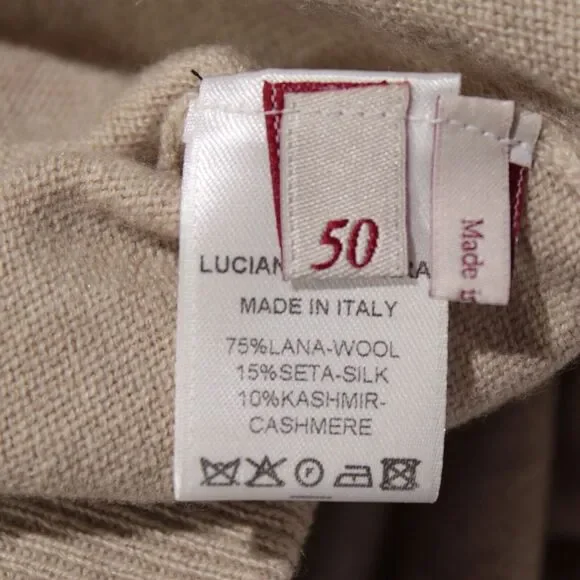 50
Made
MADE IN ITALY
75%LANA-WOOL
15%SETA-SILK
10%KASHMIR-
CASHMERE
F